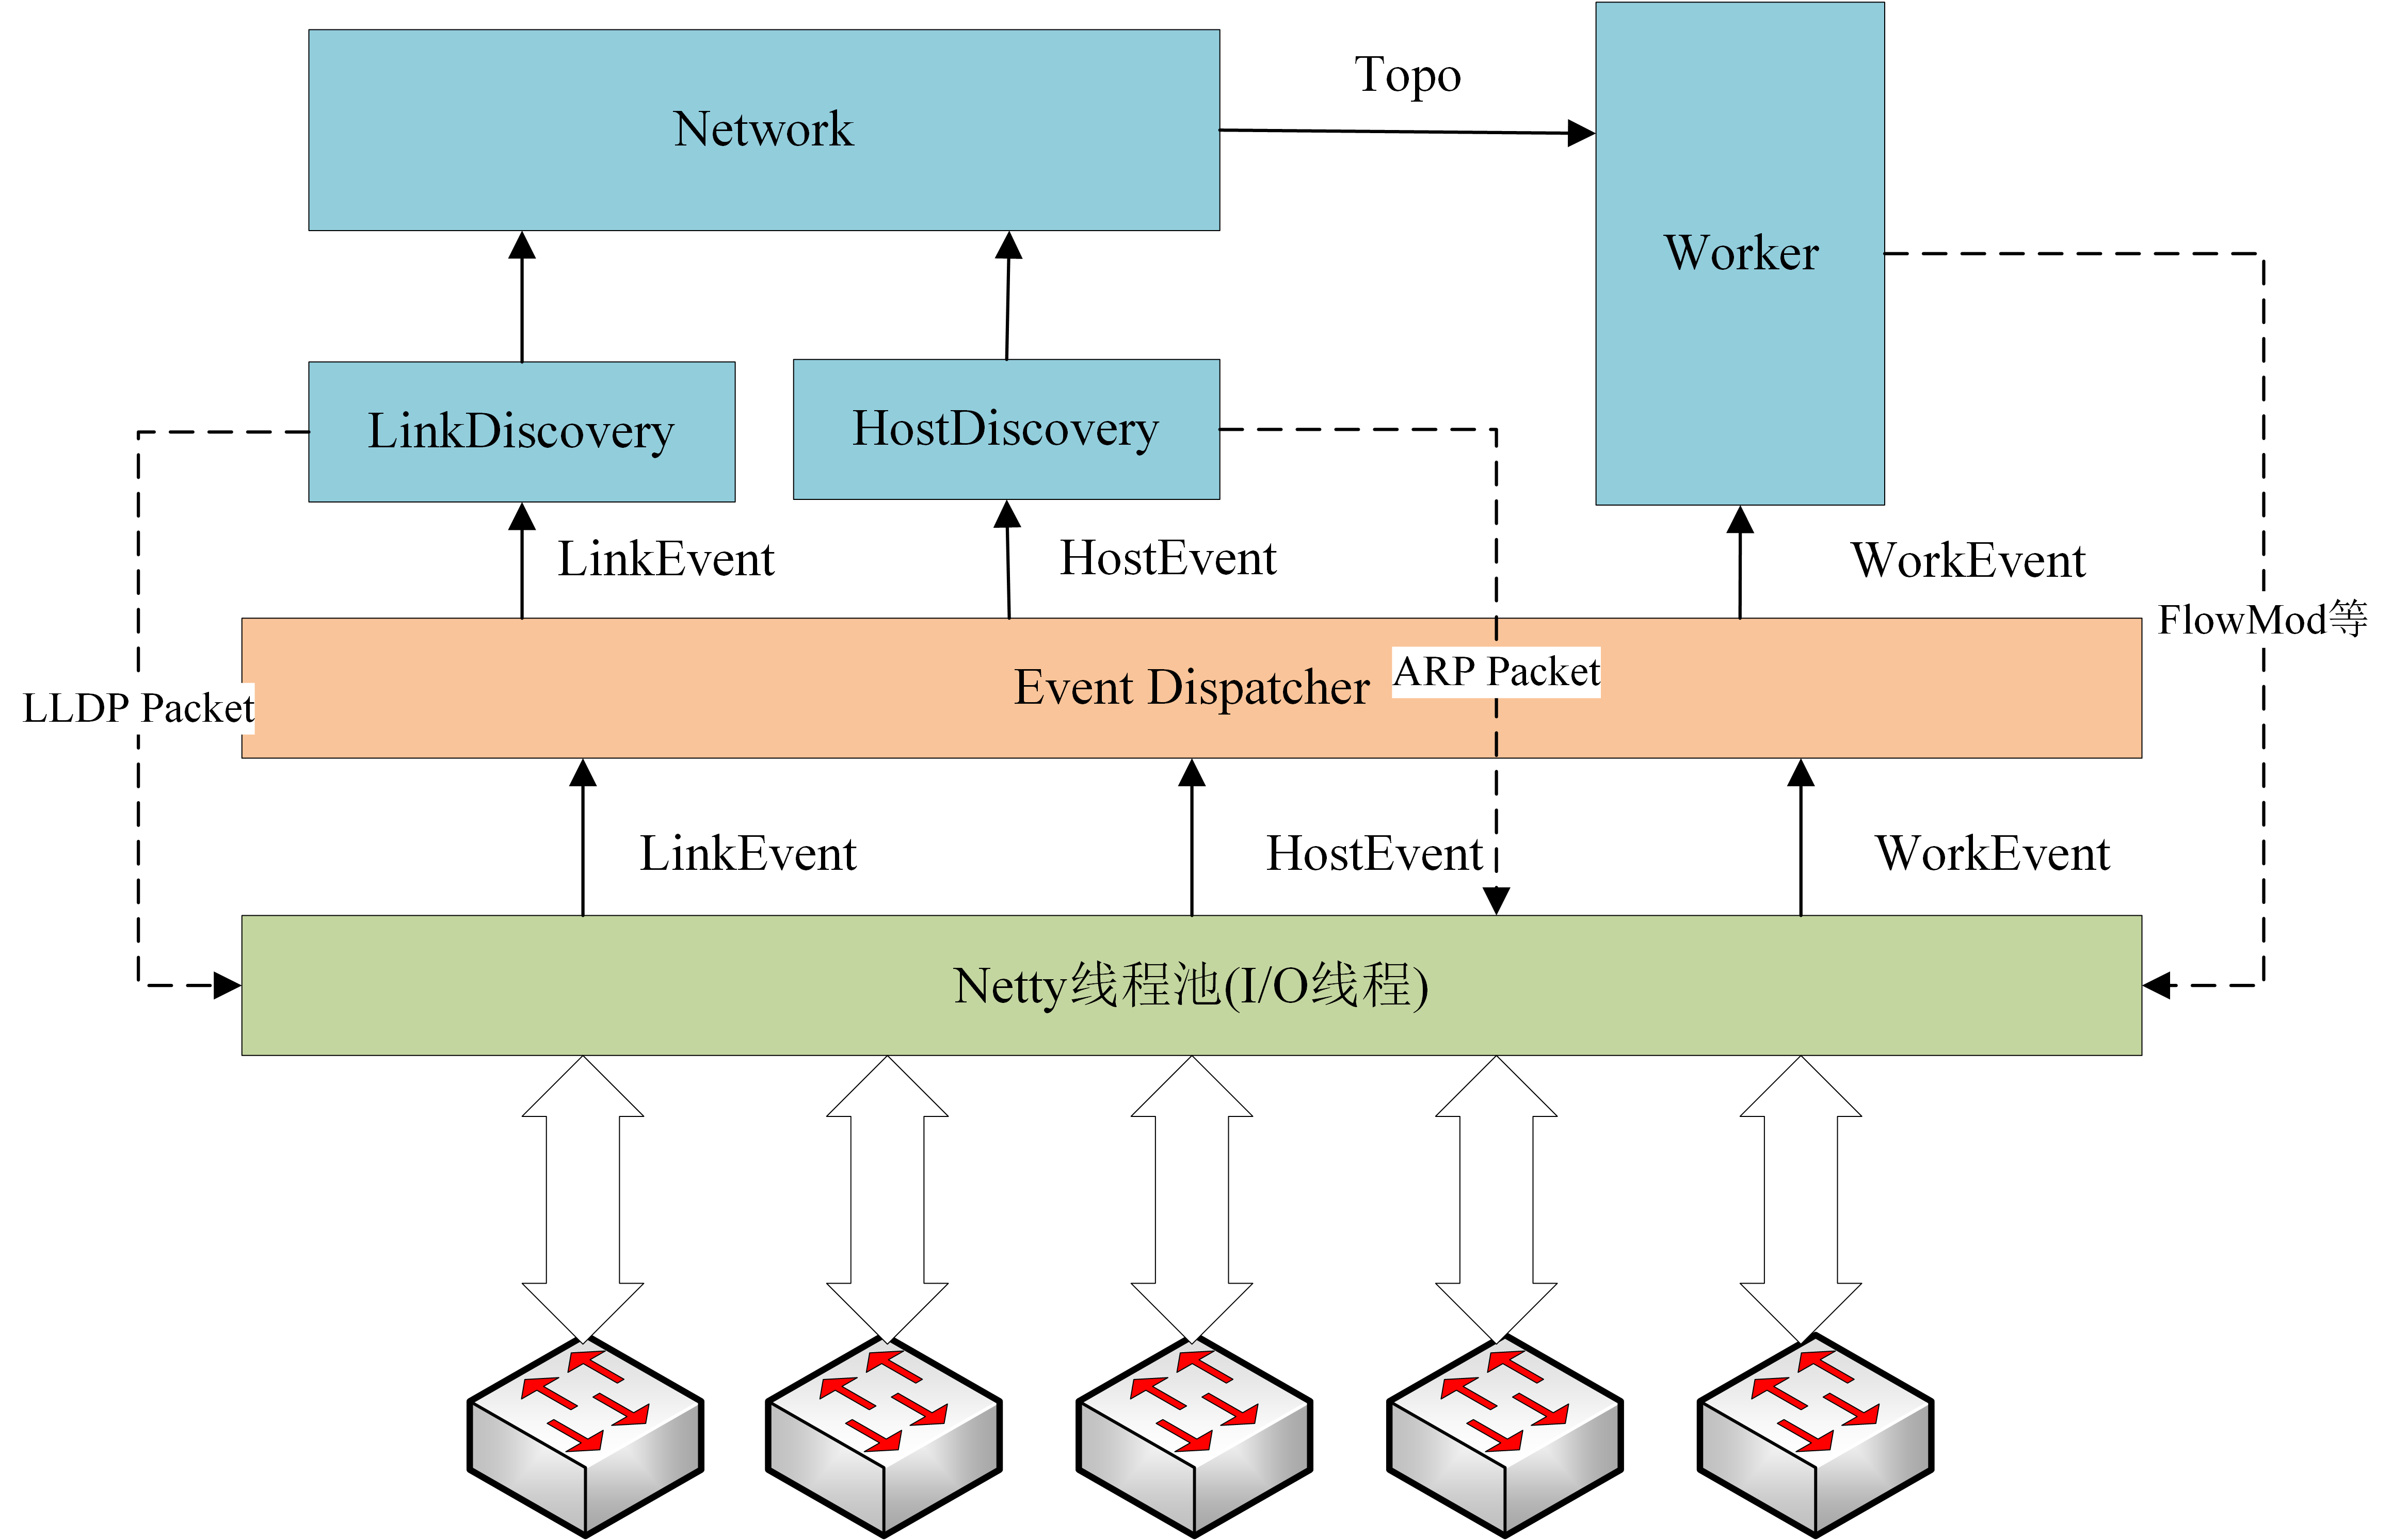 Network
Topo
Worker
LinkDiscovery
HostDiscovery
LinkEvent
HostEvent
WorkEvent
FlowMod等
LLDP Packet
Event Dispatcher
ARP Packet
LinkEvent
HostEvent
WorkEvent
Netty线程池(I/O线程)